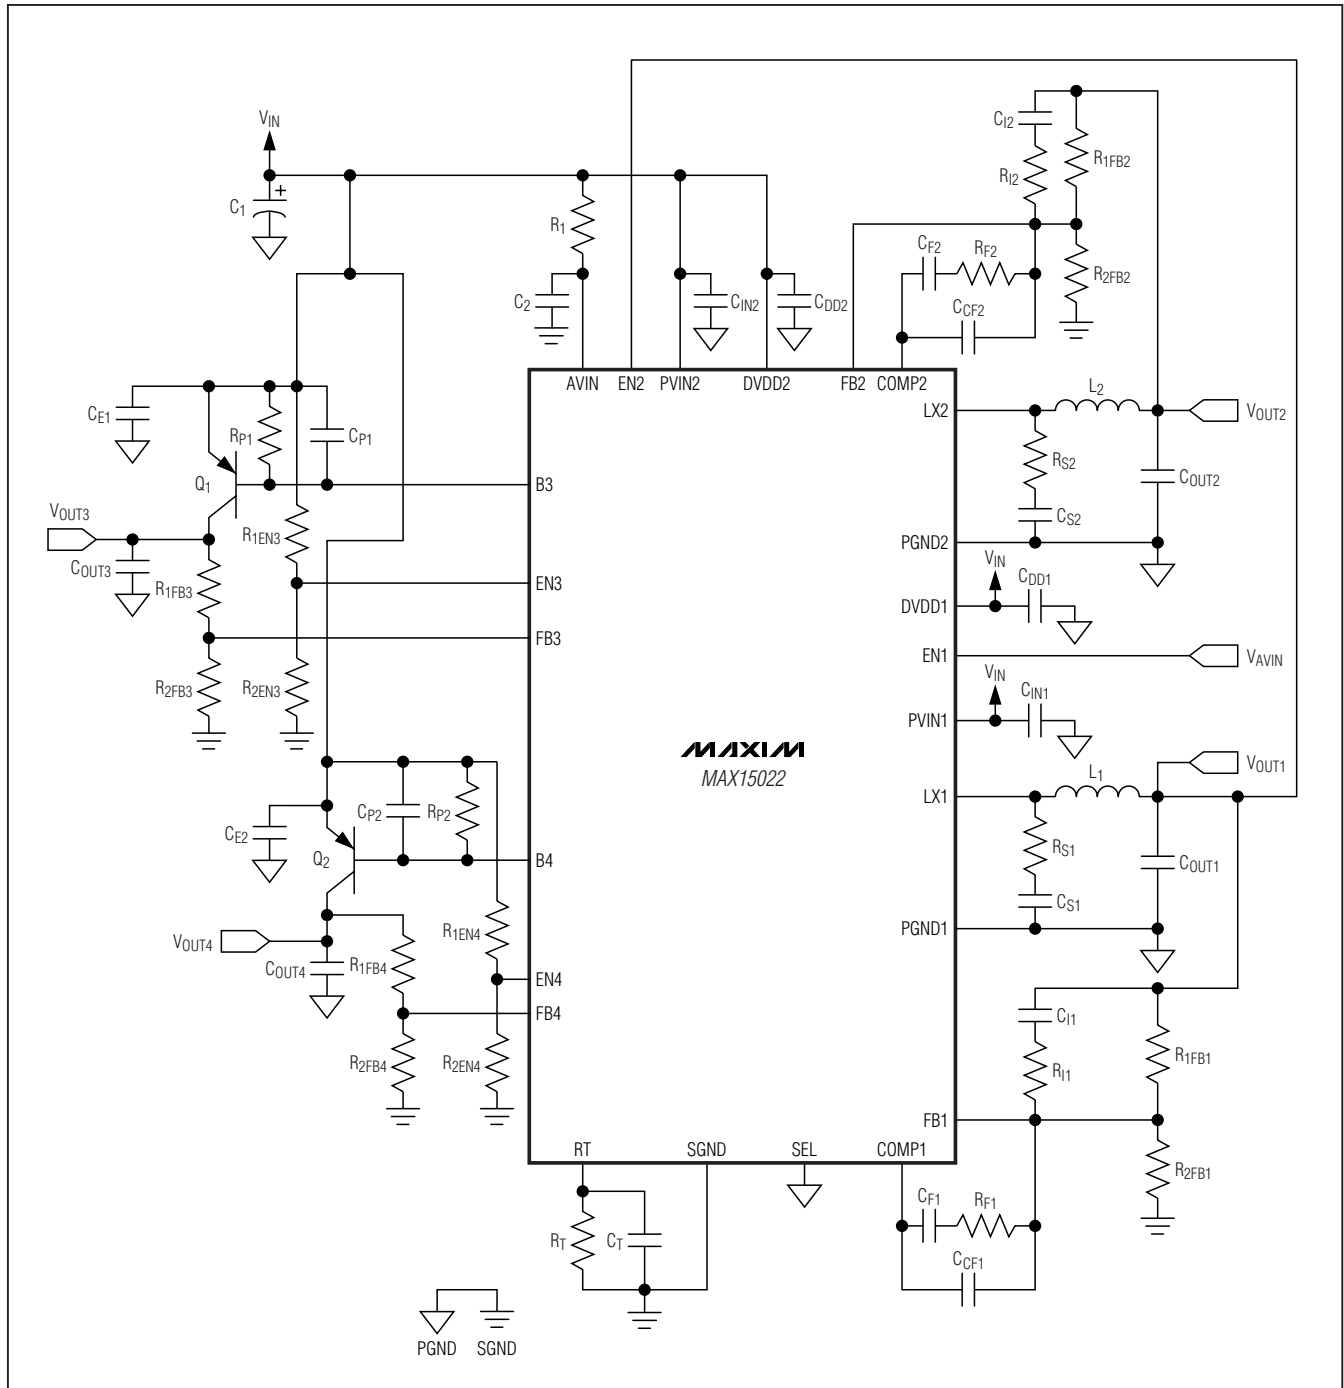 VIN
C1
+
R1
C2
CIN2
CDD2
CI2
RI2
R1FB2
CF2
RF2
R2FB2
CCF2
AVIN
EN2
PVIN2
DVDD2
FB2
COMP2
CE1
RP1
CP1
Q1
B3
VOUT3
COUT3
R1EN3
R1FB3
EN3
FB3
R2FB3
R2EN3
LX2
L2
VOUT2
RS2
COUT2
CS2
PGND2
VIN
CDD1
DVDD1
EN1
VAVIN
VIN
CIN1
PVIN1
MAXIM
MAX15022
VOUT1
LX1
L1
RS1
COUT1
CS1
PGND1
CP2
RP2
CE2
Q2
B4
R1EN4
VOUT4
COUT4
R1FB4
EN4
FB4
R2FB4
R2EN4
CI1
RI1
R1FB1
FB1
R2FB1
RT
SGND
SEL
COMP1
CF1
RF1
CCF1
RT
CT
PGND
SGND